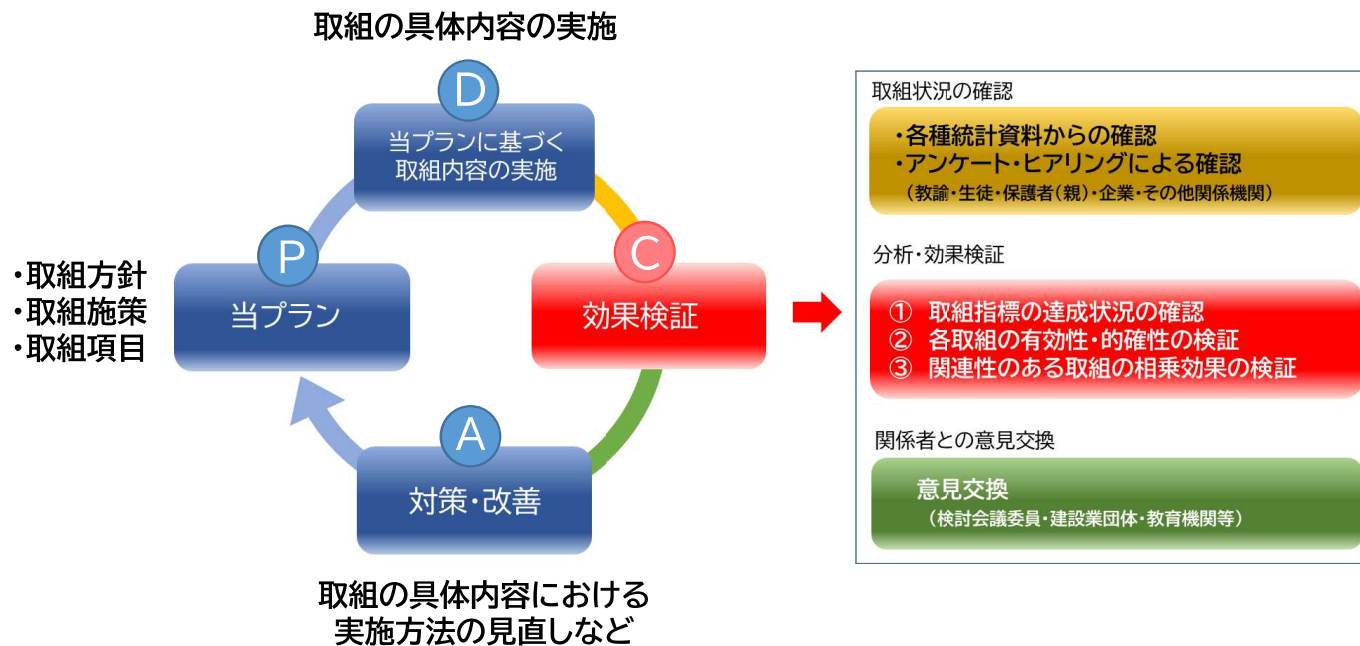 取組の具体内容の実施
D
当プランに基づく
取組内容の実施
P
当プラン
・取組方針
・取組施策
・取組項目
C
効果検証
A
対策・改善
取組の具体内容における
実施方法の見直しなど
取組状況の確認
・各種統計資料からの確認
・アンケート・ヒアリングによる確認
(教諭・生徒・保護者(親)・企業・その他関係機関)
分析・効果検証
① 取組指標の達成状況の確認
② 各取組の有効性・的確性の検証
③ 関連性のある取組の相乗効果の検証
関係者との意見交換
意見交換
(検討会議委員・建設業団体・教育機関等)